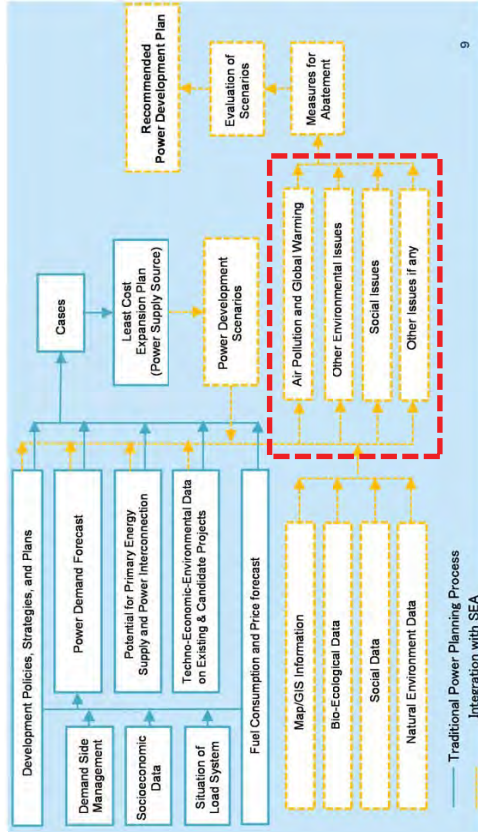 Development Policies, Strategies, and Plans
Demand Side
Management
Socioeconomic
Data
Situation of
Load System
Power Demand Forecast
Potential for Primary Energy
Supply and Power Interconnection
Techno-Economic-Environmental Data
on Existing & Candidate Projects
Fuel Consumption and Price forecast
Cases
Least Cost
Expansion Plan
(Power Supply Source)
Power Development
Scenarios
Map/GIS Information
Bio-Ecological Data
Social Data
Natural Environment Data
Air Pollution and Global Warming
Other Environmental Issues
Social Issues
Other Issues if any
Measures for
Abatement
Evaluation of
Scenarios
Recommended
Power Development Plan
Traditional Power Planning Process
Integration with SEA
9